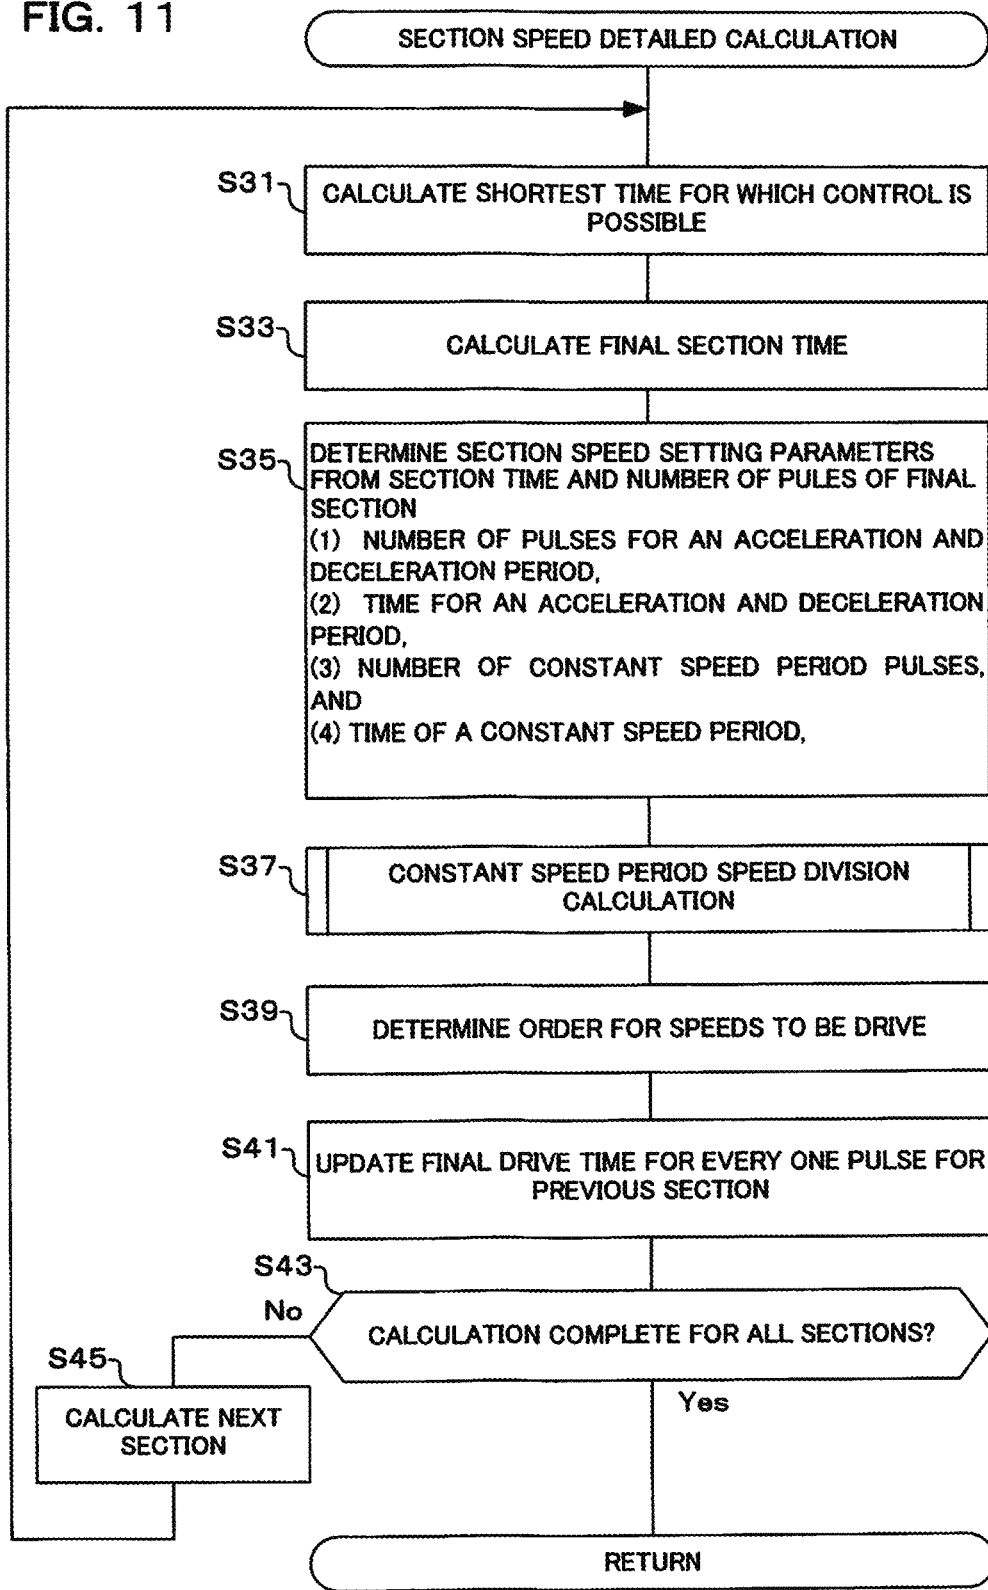 FIG. 11
SECTION SPEED DETAILED CALCULATION
S31
CALCULATE SHORTEST TIME FOR WHICH CONTROL IS
POSSIBLE
S33
CALCULATE FINAL SECTION TIME
S35
DETERMINE SECTION SPEED SETTING PARAMETERS
FROM SECTION TIME AND NUMBER OF PULES OF FINAL
SECTION
(1) NUMBER OF PULSES FOR AN ACCELERATION AND
DECELERATION PERIOD,
(2) TIME FOR AN ACCELERATION AND DECELERATION
PERIOD,
(3) NUMBER OF CONSTANT SPEED PERIOD PULSES,
AND
(4) TIME OF A CONSTANT SPEED PERIOD,
S37
CONSTANT SPEED PERIOD SPEED DIVISION
CALCULATION
S39
DETERMINE ORDER FOR SPEEDS TO BE DRIVE
S41
UPDATE FINAL DRIVE TIME FOR EVERY ONE PULSE FOR
PREVIOUS SECTION
S43
No
CALCULATION COMPLETE FOR ALL SECTIONS?
S45
Yes
CALCULATE NEXT
SECTION
RETURN